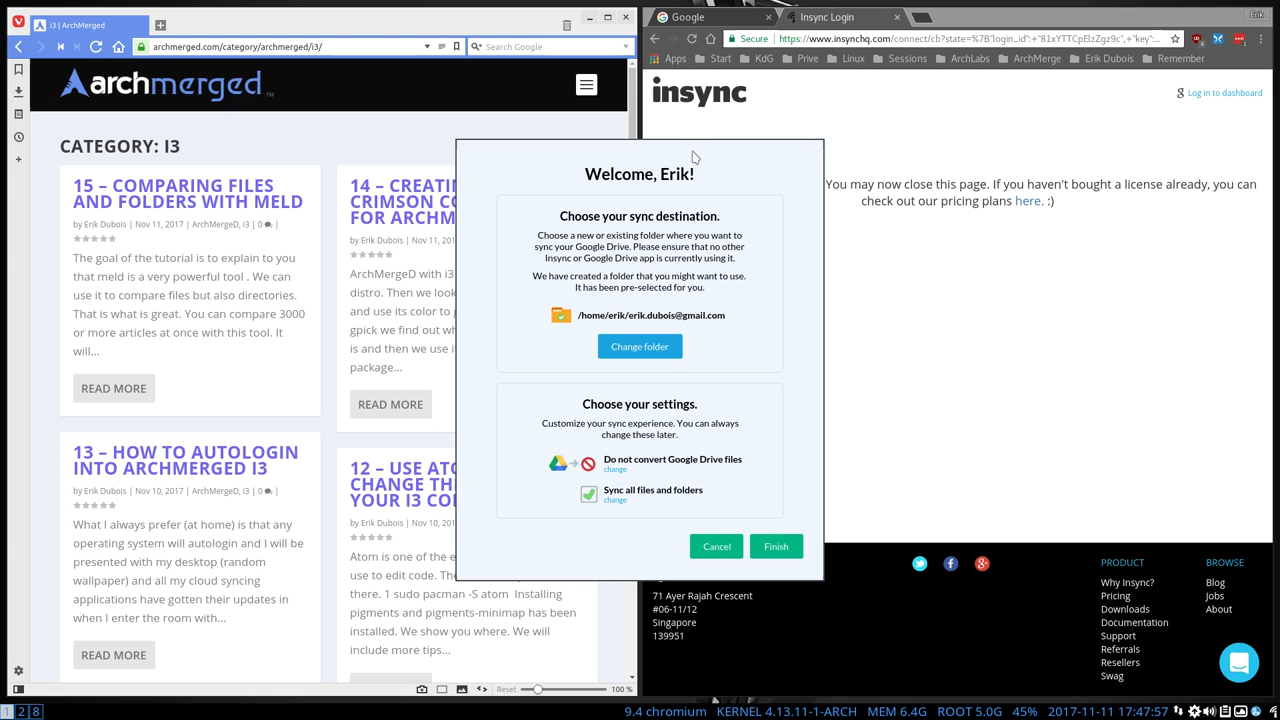 i3 | ArchMerged
archmerged.com/category/archmerged/i3/
Search Google
archmerged™
CATEGORY: I3
15 – COMPARING FILES
AND FOLDERS WITH MELD
by Erik Dubois | Nov 11, 2017 | ArchMergeD, i3 | 0
The goal of the tutorial is to explain to you
that meld is a very powerful tool . We can
use it to compare files but also directories.
That is what is great. You can compare 3000
or more articles at once with this tool. It
will...
READ MORE
14 – CREATIN
CRIMSON CO
FOR ARCHM
by Erik Dubois | Nov 11, 201
ArchMergeD with i3
distro. Then we look
and use its color to g
gpick we find out wh
is and then we use i
package...
READ MORE
13 – HOW TO AUTOLOGIN
INTO ARCHMERGED I3
by Erik Dubois | Nov 10, 2017 | ArchMergeD, i3 | 0
What I always prefer (at home) is that any
operating system will autologin and I will be
presented with my desktop (random
wallpaper) and all my cloud syncing
applications have gotten their updates in
when I enter the room with...
READ MORE
12 – USE ATO
CHANGE TH
YOUR I3 CO
by Erik Dubois | Nov 10, 201
Atom is one of the e
use to edit code. The
there. 1 sudo pacman -S atom  Installing
pigments and pigments-minimap has been
installed. We show you where. We will
include more tips...
Reset
100 %
Welcome, Erik!
Choose your sync destination.
Choose a new or existing folder where you want to
sync your Google Drive. Please ensure that no other
Insync or Google Drive app is currently using it.
We have created a folder that you might want to use.
It has been pre-selected for you.
/home/erik/erik.dubois@gmail.com
Change folder
Choose your settings.
Customize your sync experience. You can always
change these later.
Do not convert Google Drive files
change
Sync all files and folders
change
Cancel
Finish
Google
Insync Login
Erik
Secure
https://www.insynchq.com/connect/cb?state=%7B"login_id":+"81xYTTCpElzZgz9c",+"key":...
Apps Start KdG Prive Linux Sessions ArchLabs ArchMerge Erik Dubois Remember
insync
Log in to dashboard
You may now close this page. If you haven't bought a license already, you can
check out our pricing plans here. :)
71 Ayer Rajah Crescent
#06-11/12
Singapore
139951
PRODUCT
Why Insync?
Pricing
Downloads
Documentation
Support
Referrals
Resellers
Swag
BROWSE
Blog
Jobs
About
1 2 8
9.4 chromium KERNEL 4.13.11-1-ARCH MEM 6.4G ROOT 5.0G 45% 2017-11-11 17:47:57